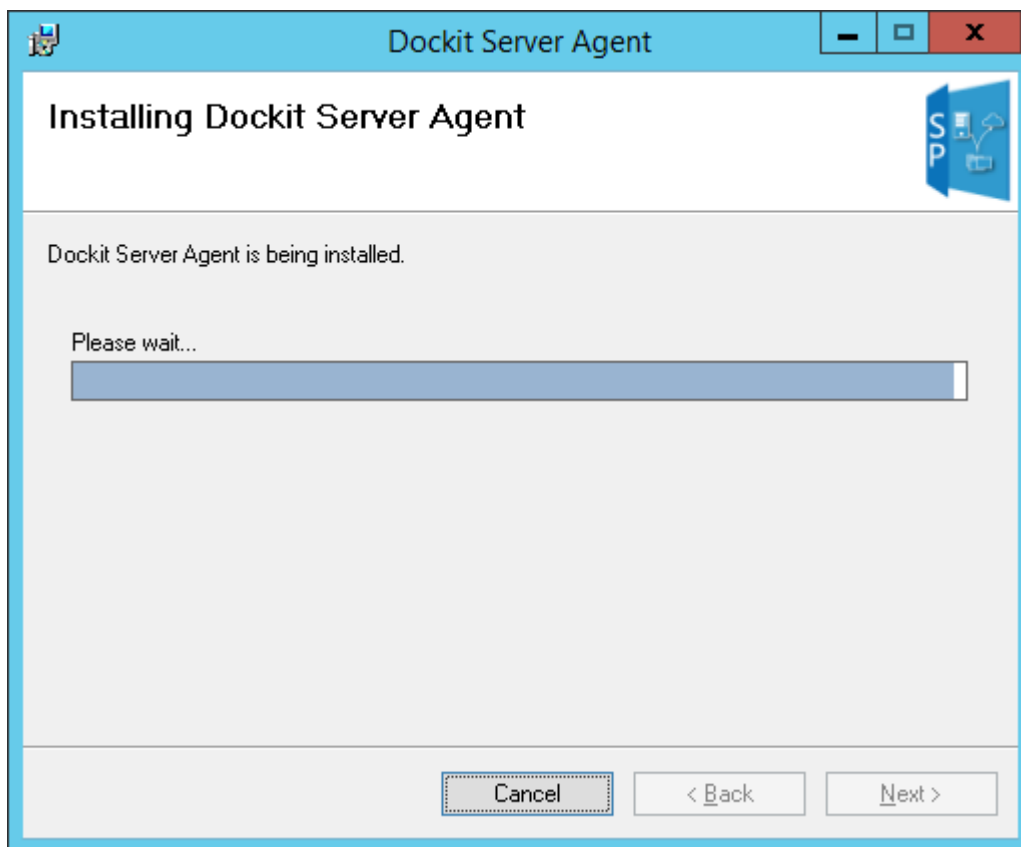 Dockit Server Agent
Installing Dockit Server Agent
S
P
Dockit Server Agent is being installed.
Please wait...
Cancel
< Back
Next >